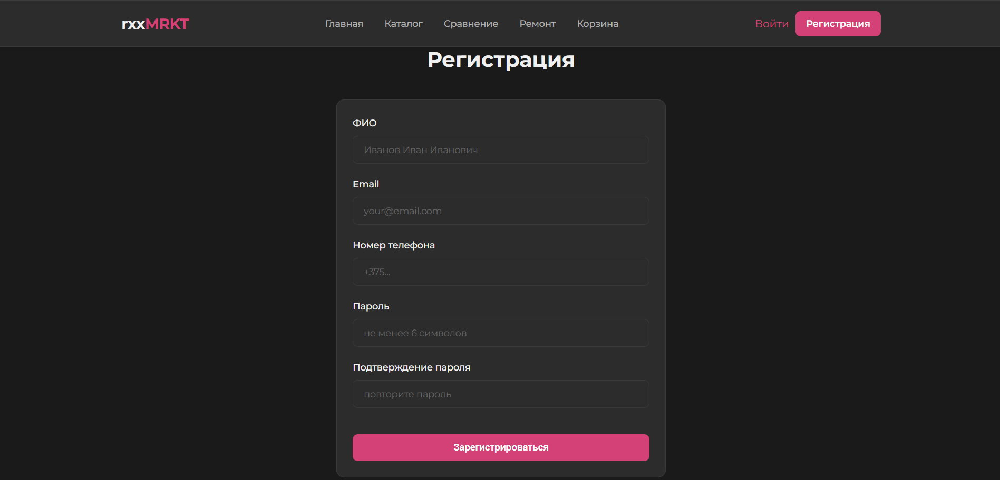 rxxMRKT
Главная Каталог Сравнение Ремонт Корзина
Войти Регистрация
Регистрация
ФИО
Иванов Иван Иванович
Email
your@email.com
Номер телефона
+375...
Пароль
не менее 6 символов
Подтверждение пароля
повторите пароль
Зарегистрироваться